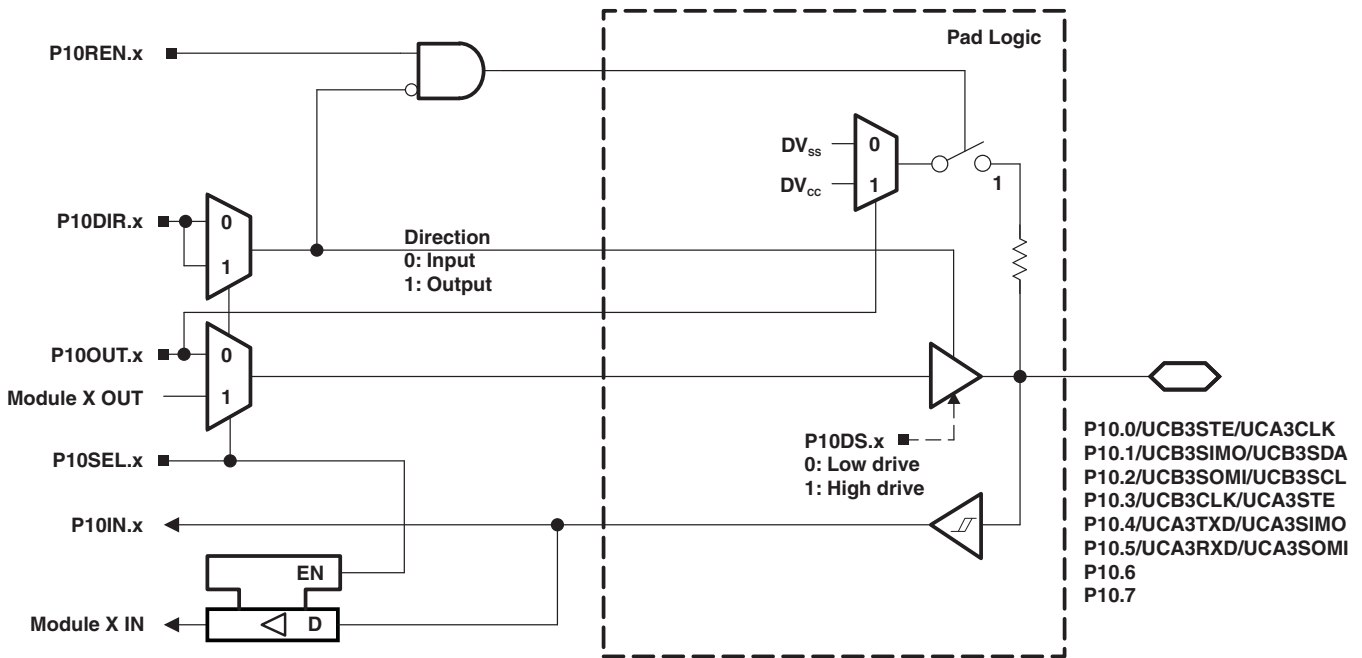 Pad Logic
P10REN.x
DVSS
0
DVCC
1
1
P10DIR.x
0
1
Direction
0: Input
1: Output
P10OUT.x
0
Module X OUT
1
P10DS.x
0: Low drive
1: High drive
P10SEL.x
P10IN.x
EN
Module X IN
D
P10.0/UCB3STE/UCA3CLK
P10.1/UCB3SIMO/UCB3SDA
P10.2/UCB3SOMI/UCB3SCL
P10.3/UCB3CLK/UCA3STE
P10.4/UCA3TXD/UCA3SIMO
P10.5/UCA3RXD/UCA3SOMI
P10.6
P10.7